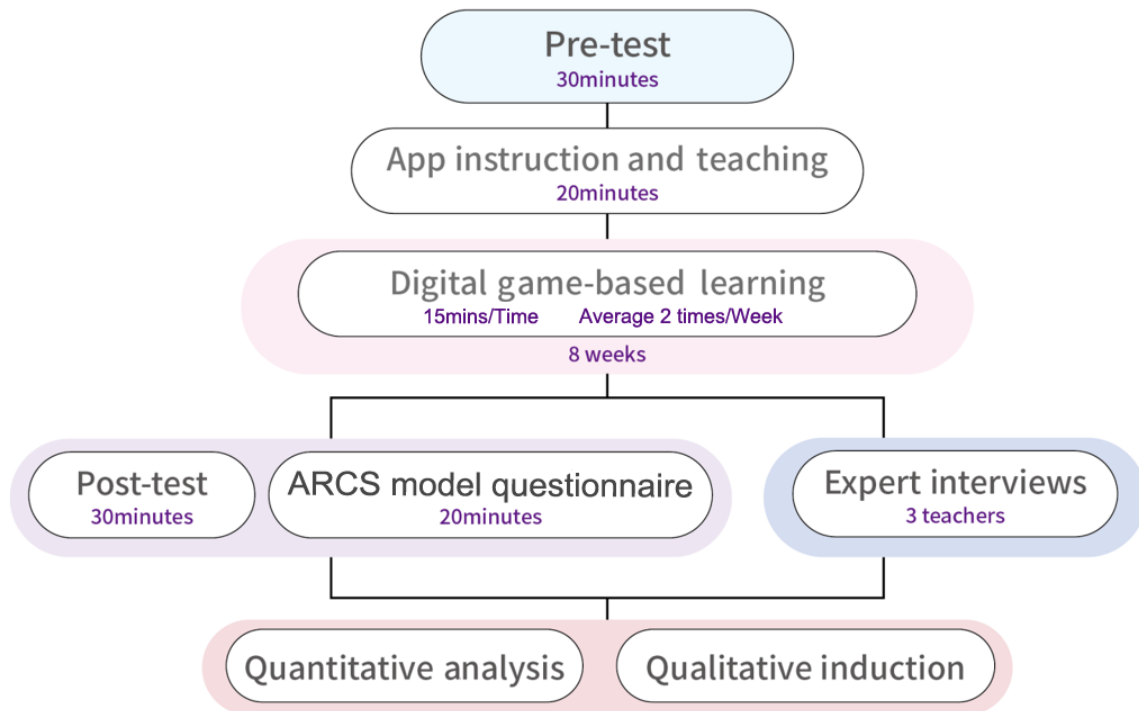 Pre-test
30minutes
App instruction and teaching
20minutes
Digital game-based learning
15mins/Time Average 2 times/Week
8 weeks
Post-test
30minutes
ARCS model questionnaire
20minutes
Expert interviews
3 teachers
Quantitative analysis
Qualitative induction